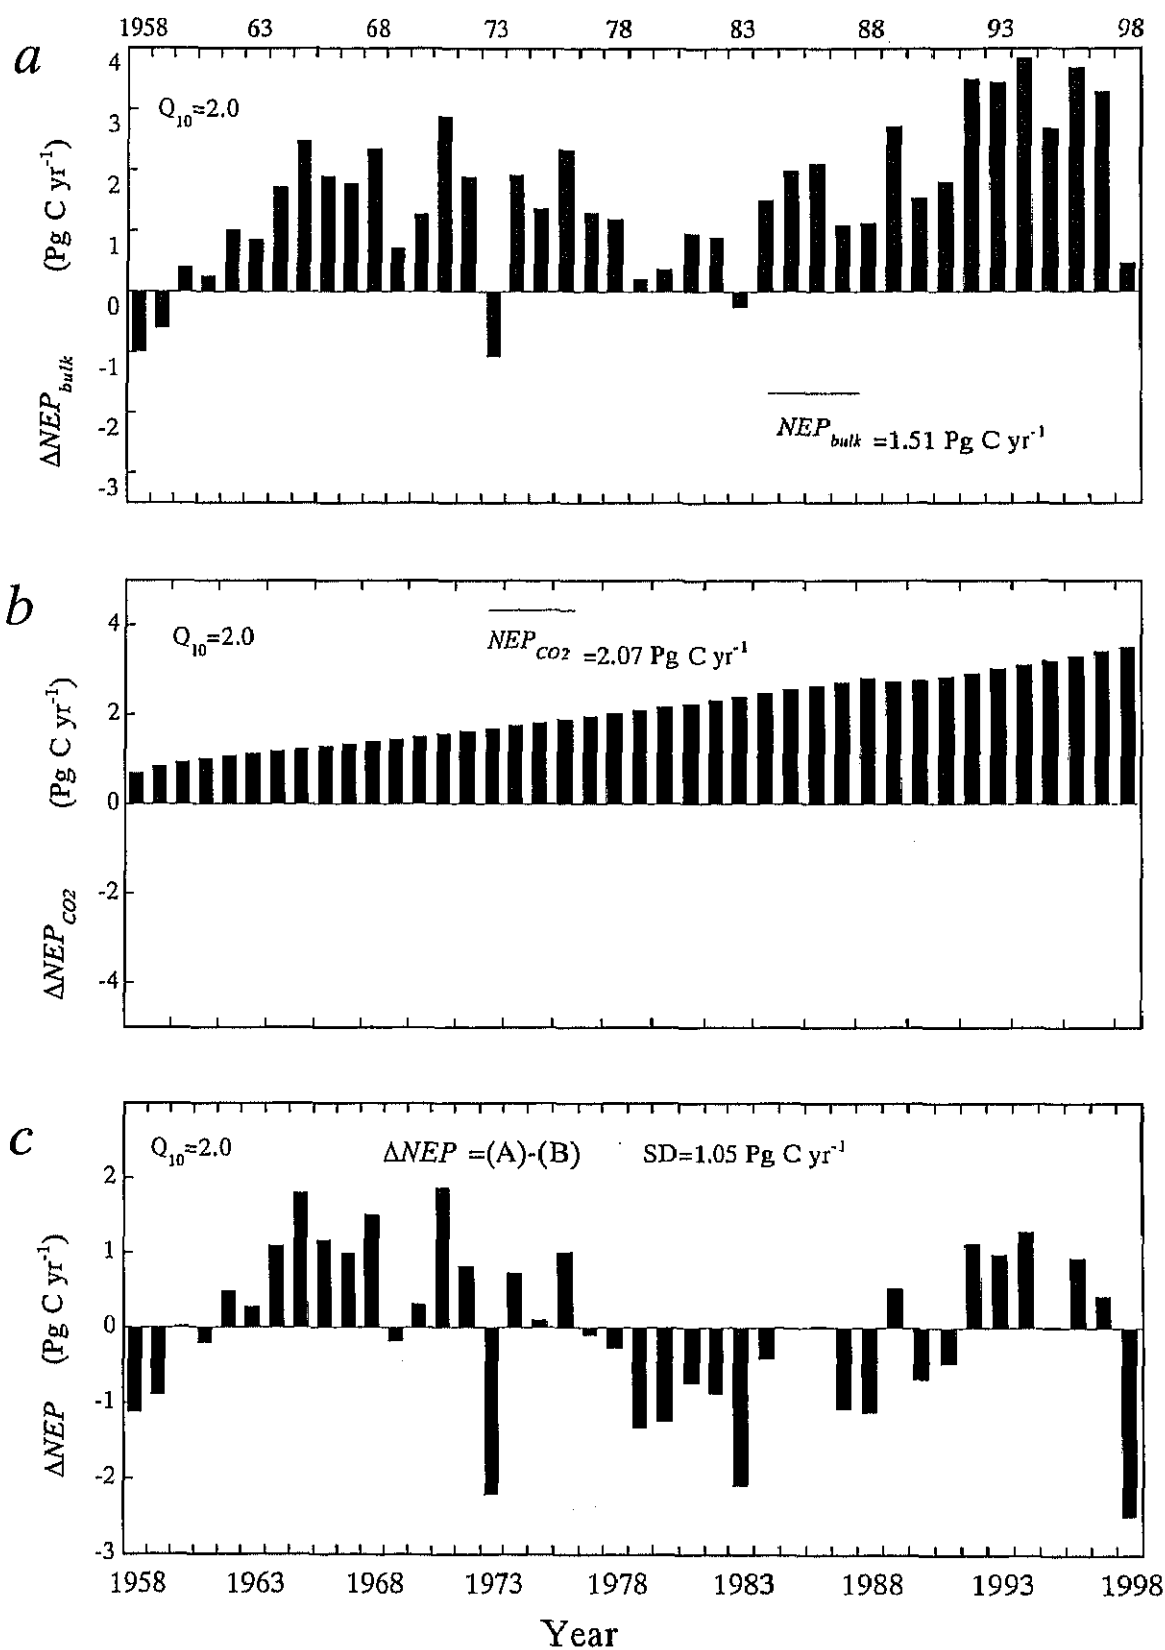 1958 63 68 73 78 83 88 93 98
a
4
Q10=2.0
3
2
1
0
-1
-2
-3
ΔNEPbulk (Pg C yr-1)
NEPbulk =1.51 Pg C yr-1
b
4
Q10=2.0
NEPCO2 =2.07 Pg C yr-1
2
0
-2
-4
ΔNEPCO2 (Pg C yr-1)
c
Q10=2.0 ΔNEP =(A)-(B) SD=1.05 Pg C yr-1
2
1
0
-1
-2
-3
ΔNEP (Pg C yr-1)
1958 1963 1968 1973 1978 1983 1988 1993 1998
Year